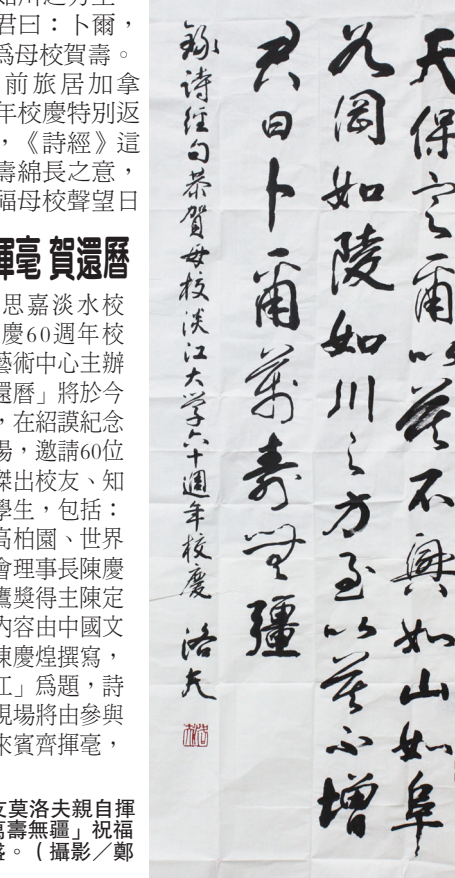 君曰：卜爾，
爲母校賀壽。
前旅居加拿
年校慶特別返
，《詩經》這
壽綿長之意，
福母校聲望日
揮毫 賀還曆
思嘉淡水校
慶60週年校
藝術中心主辦
還曆」將於今
，在紹謨紀念
場，邀請60位
傑出校友、知
學生，包括：
高柏園、世界
會理事長陳慶
鷹獎得主陳定
內容由中國文
陳慶煌撰寫，
江」爲題，詩
現場將由參與
來賓齊揮毫，
友莫洛夫親自揮
萬壽無疆」祝福
盛。（攝影／鄭
天保定爾以莫不興如山如阜
如岡如陵如川之方至以莫不增
君曰卜爾萬壽無疆
錄詩經句恭賀母校淡江大学六十週年校慶 洛夫